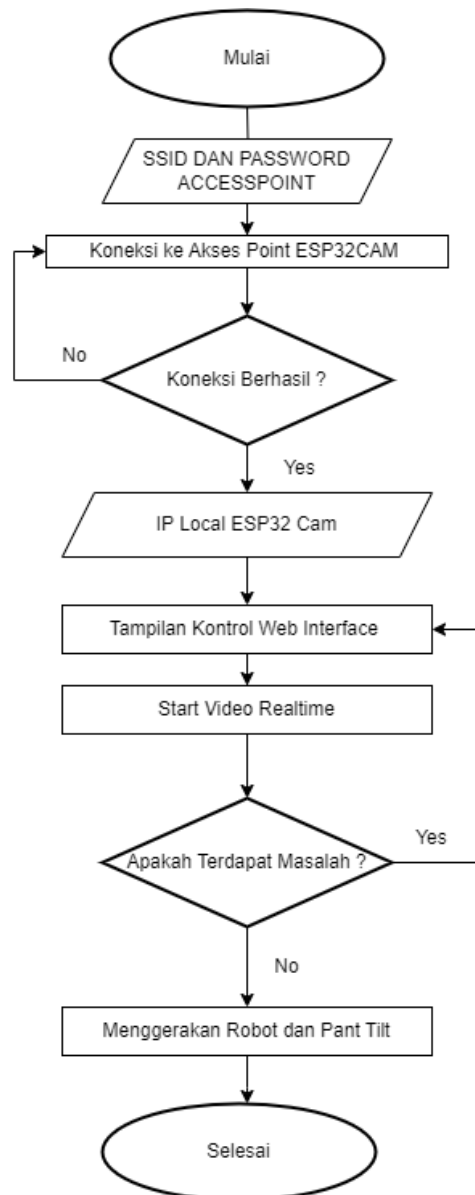 Mulai
SSID DAN PASSWORD
ACCESSPOINT
Koneksi ke Akses Point ESP32CAM
No
Koneksi Berhasil ?
Yes
IP Local ESP32 Cam
Tampilan Kontrol Web Interface
Start Video Realtime
Yes
Apakah Terdapat Masalah ?
No
Menggerakan Robot dan Pant Tilt
Selesai